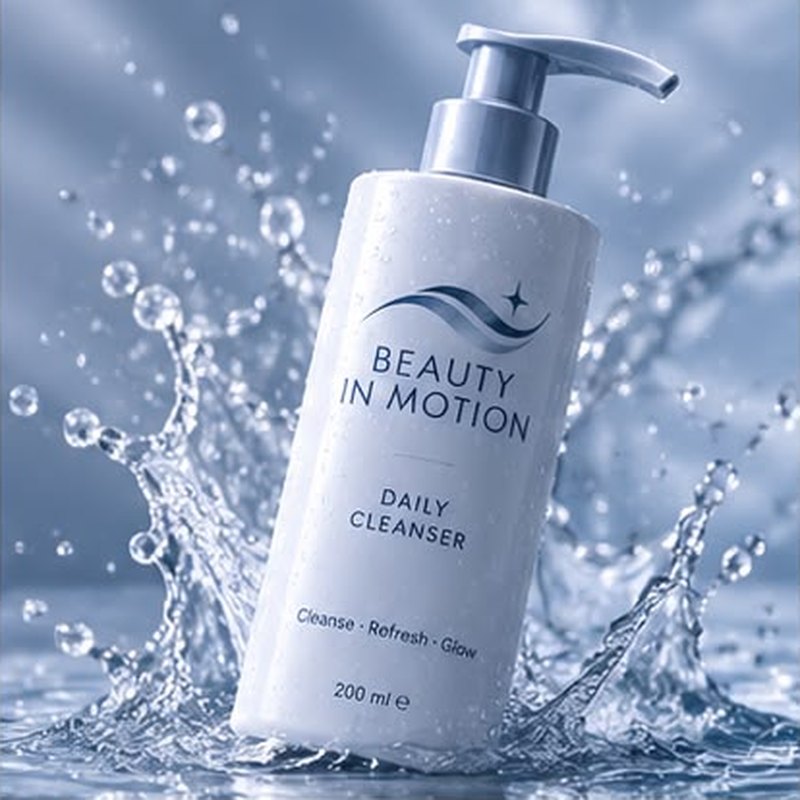 BEAUTY
IN MOTION
DAILY
CLEANSER
Cleanse · Refresh · Glow
200 ml ℮